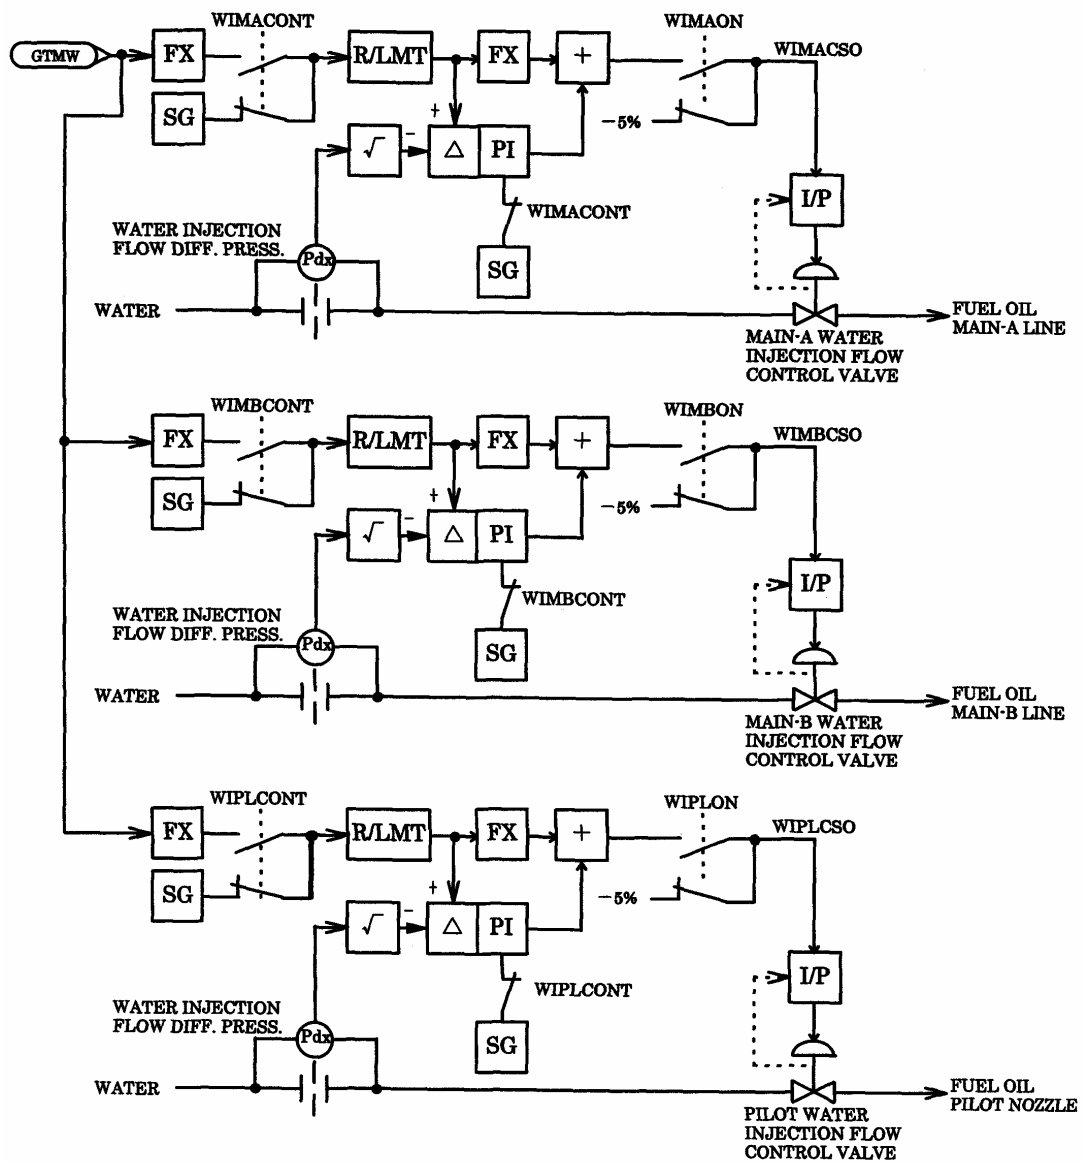 WIMACONT
WIMAON
GTMW
FX
R/LMT
FX
+
WIMACSO
SG
+
−5%
√
−
△
PI
I/P
WIMACONT
WATER INJECTION
FLOW DIFF. PRESS.
Pdx
SG
WATER
FUEL OIL
MAIN-A LINE
MAIN-A WATER
INJECTION FLOW
CONTROL VALVE
WIMBCONT
WIMBON
FX
R/LMT
FX
+
WIMBCSO
SG
+
−5%
√
−
△
PI
I/P
WIMBCONT
WATER INJECTION
FLOW DIFF. PRESS.
Pdx
SG
WATER
FUEL OIL
MAIN-B LINE
MAIN-B WATER
INJECTION FLOW
CONTROL VALVE
WIPLCONT
WIPLON
FX
R/LMT
FX
+
WIPLCSO
SG
+
−5%
√
−
△
PI
I/P
WIPLCONT
WATER INJECTION
FLOW DIFF. PRESS.
Pdx
SG
WATER
FUEL OIL
PILOT NOZZLE
PILOT WATER
INJECTION FLOW
CONTROL VALVE